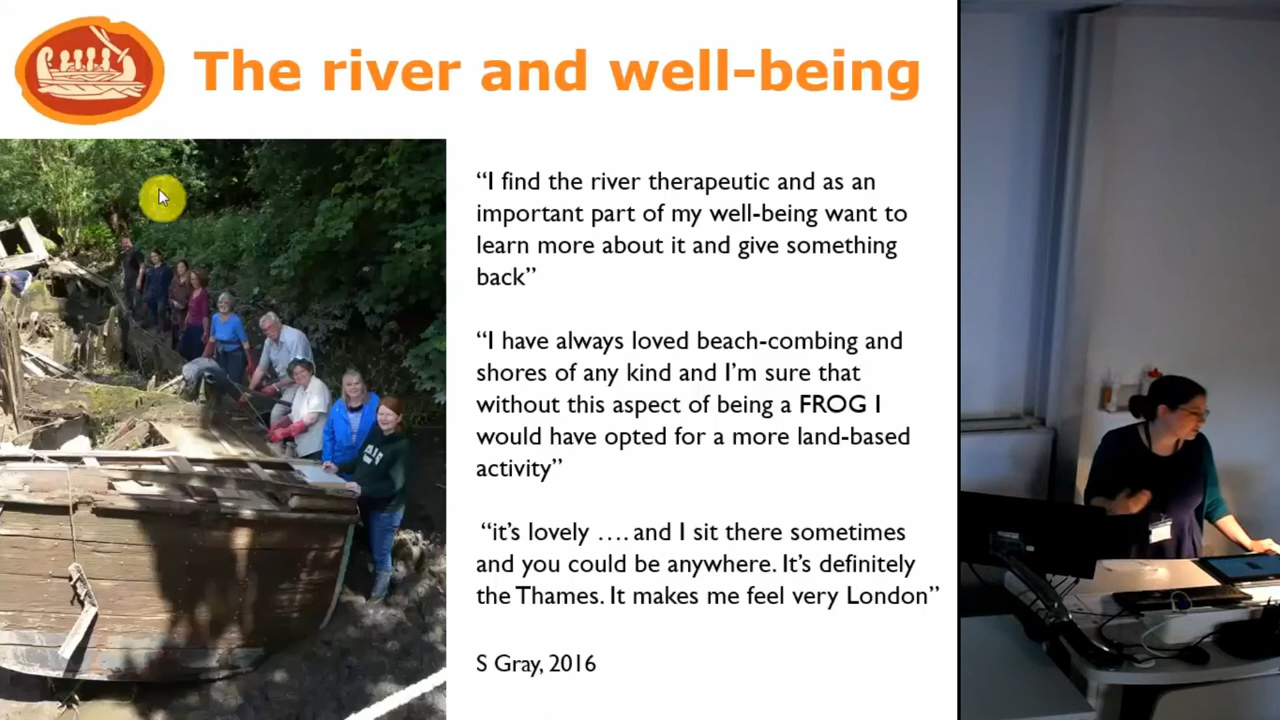 The river and well-being
“I find the river therapeutic and as an
important part of my well-being want to
learn more about it and give something
back”
“I have always loved beach-combing and
shores of any kind and I’m sure that
without this aspect of being a FROG I
would have opted for a more land-based
activity”
“it’s lovely …. and I sit there sometimes
and you could be anywhere. It’s definitely
the Thames. It makes me feel very London”
S Gray, 2016